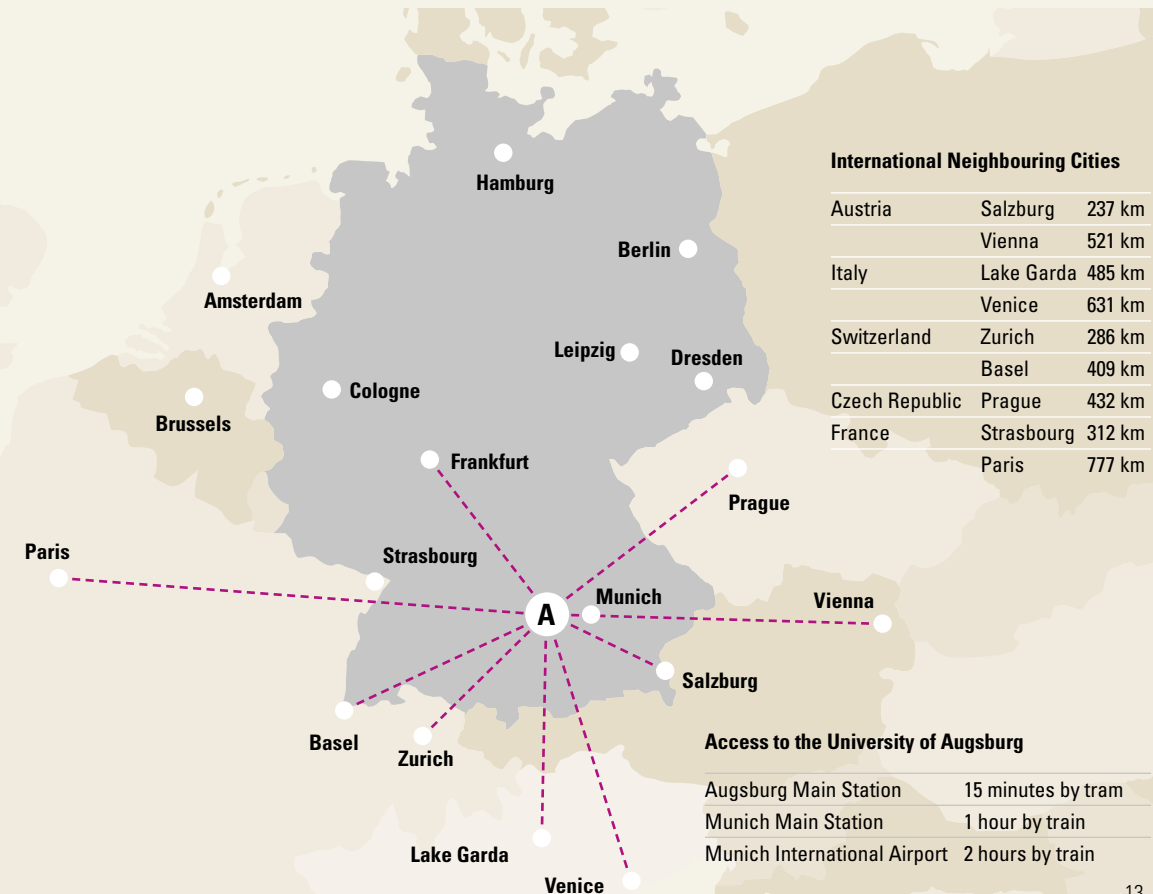 Hamburg
Berlin
Amsterdam
Leipzig
Dresden
Cologne
Brussels
Frankfurt
Prague
Paris
Strasbourg
Munich
A
Vienna
Salzburg
Basel
Zurich
Lake Garda
Venice
International Neighbouring Cities
Austria Salzburg 237 km
Vienna 521 km
Italy Lake Garda 485 km
Venice 631 km
Switzerland Zurich 286 km
Basel 409 km
Czech Republic Prague 432 km
France Strasbourg 312 km
Paris 777 km
Access to the University of Augsburg
Augsburg Main Station 15 minutes by tram
Munich Main Station 1 hour by train
Munich International Airport 2 hours by train
13